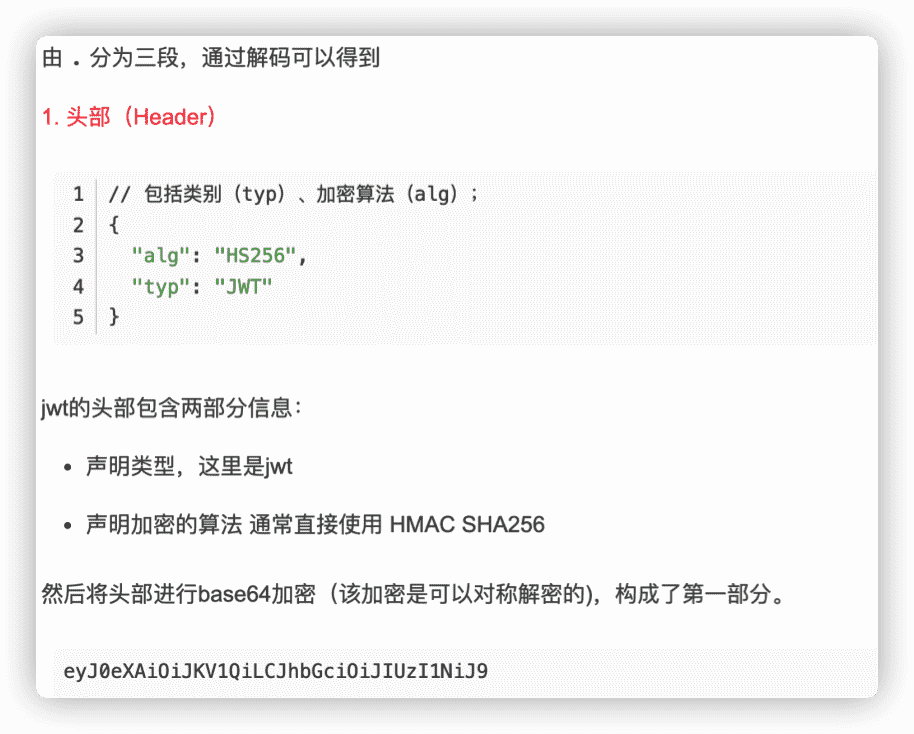 由 . 分为三段，通过解码可以得到
1. 头部（Header）
1 // 包括类别（typ）、加密算法（alg）；
2 {
3   "alg": "HS256",
4   "typ": "JWT"
5 }
jwt的头部包含两部分信息：
• 声明类型，这里是jwt
• 声明加密的算法 通常直接使用 HMAC SHA256
然后将头部进行base64加密（该加密是可以对称解密的)，构成了第一部分。
eyJ0eXAiOiJKV1QiLCJhbGciOiJIUzI1NiJ9